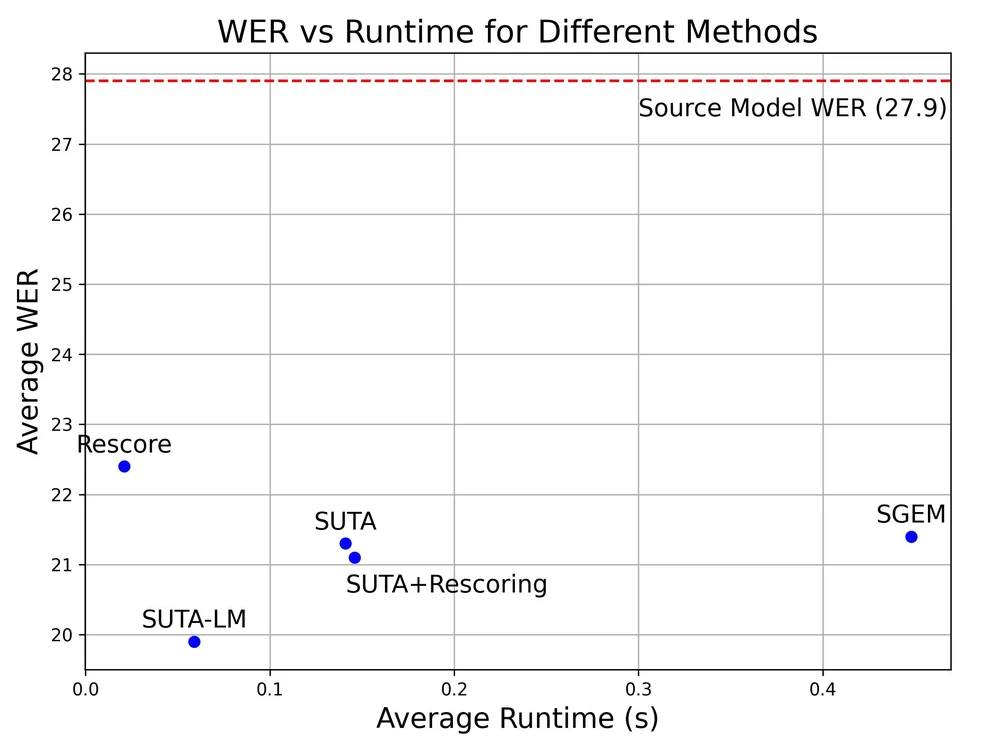 WER vs Runtime for Different Methods
28
Source Model WER (27.9)
27
26
25
24
23
Rescore
22
SUTA
SGEM
21
SUTA+Rescoring
SUTA-LM
20
Average WER
0.0 0.1 0.2 0.3 0.4
Average Runtime (s)